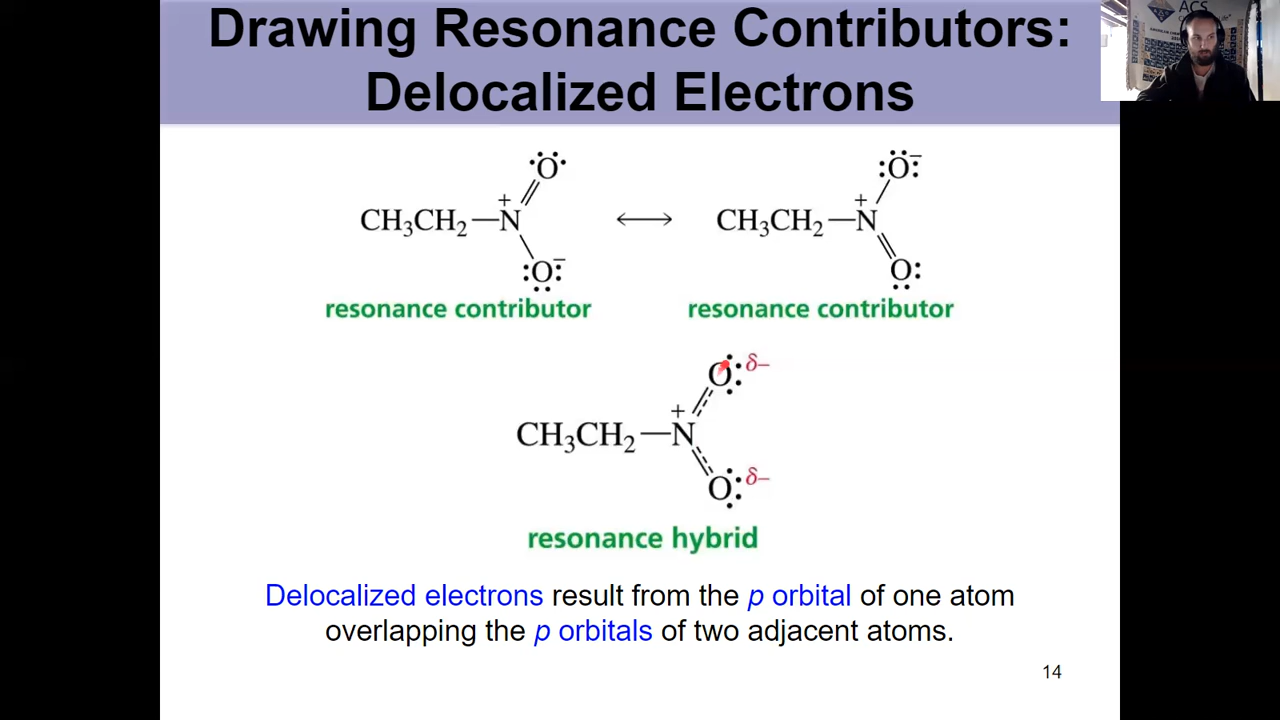 Drawing Resonance Contributors:
Delocalized Electrons
ACS
O
O–
+
+
CH3CH2—N
⟷
CH3CH2—N
O–
O
resonance contributor
resonance contributor
O δ–
+
CH3CH2—N
O δ–
resonance hybrid
Delocalized electrons result from the p orbital of one atom
overlapping the p orbitals of two adjacent atoms.
14